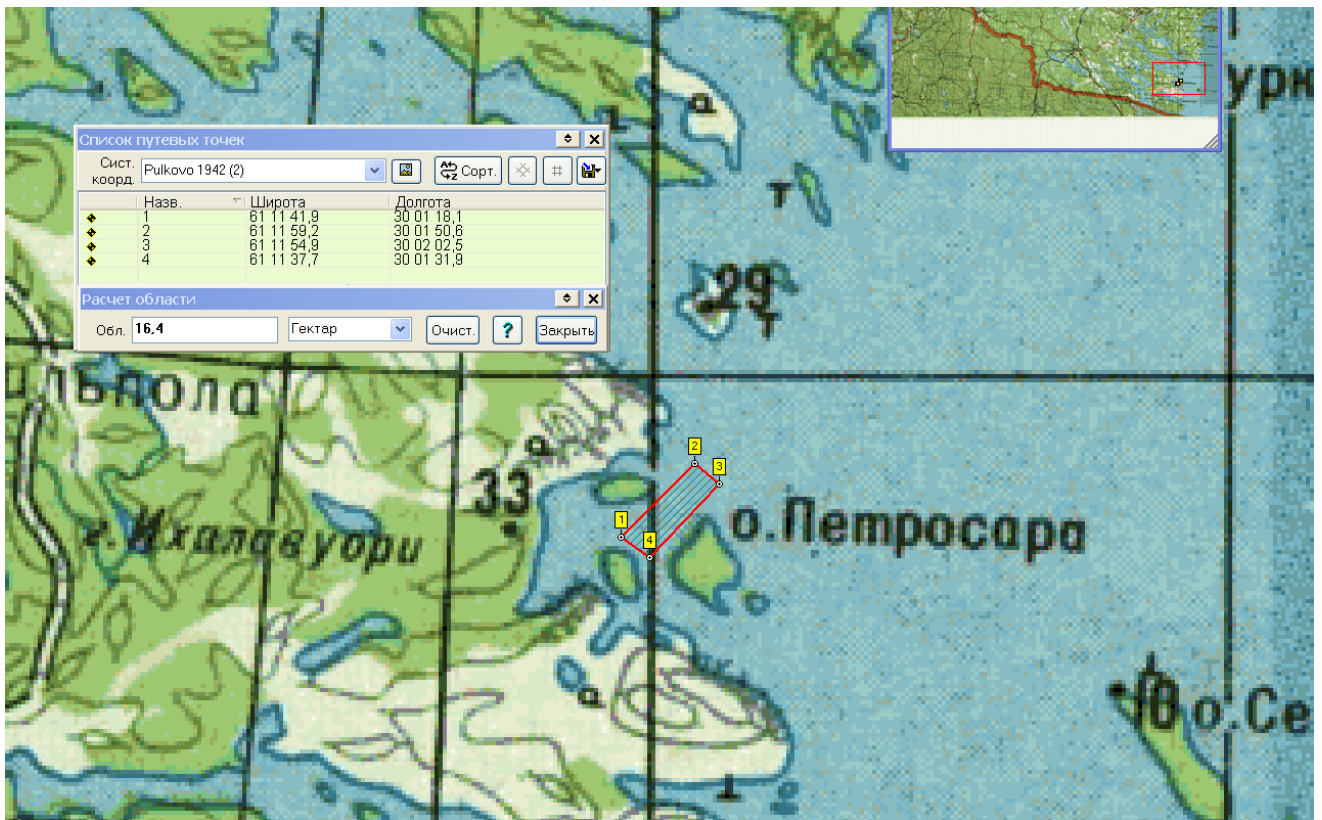 урн
а
Список путевых точек
Сист. коорд. Pulkovo 1942 (2) Сорт.
Назв. Широта Долгота
1 61 11 41,9 30 01 18,1
2 61 11 59,2 30 01 50,6
3 61 11 54,9 30 02 02,5
4 61 11 37,7 30 01 31,9
т
29
т
Расчет области
Обл. 16,4 Гектар Очист. ? Закрыть
льпола
а
2
3
33
1
4
о.Петросара
г.Ихалавуори
а
о.Се